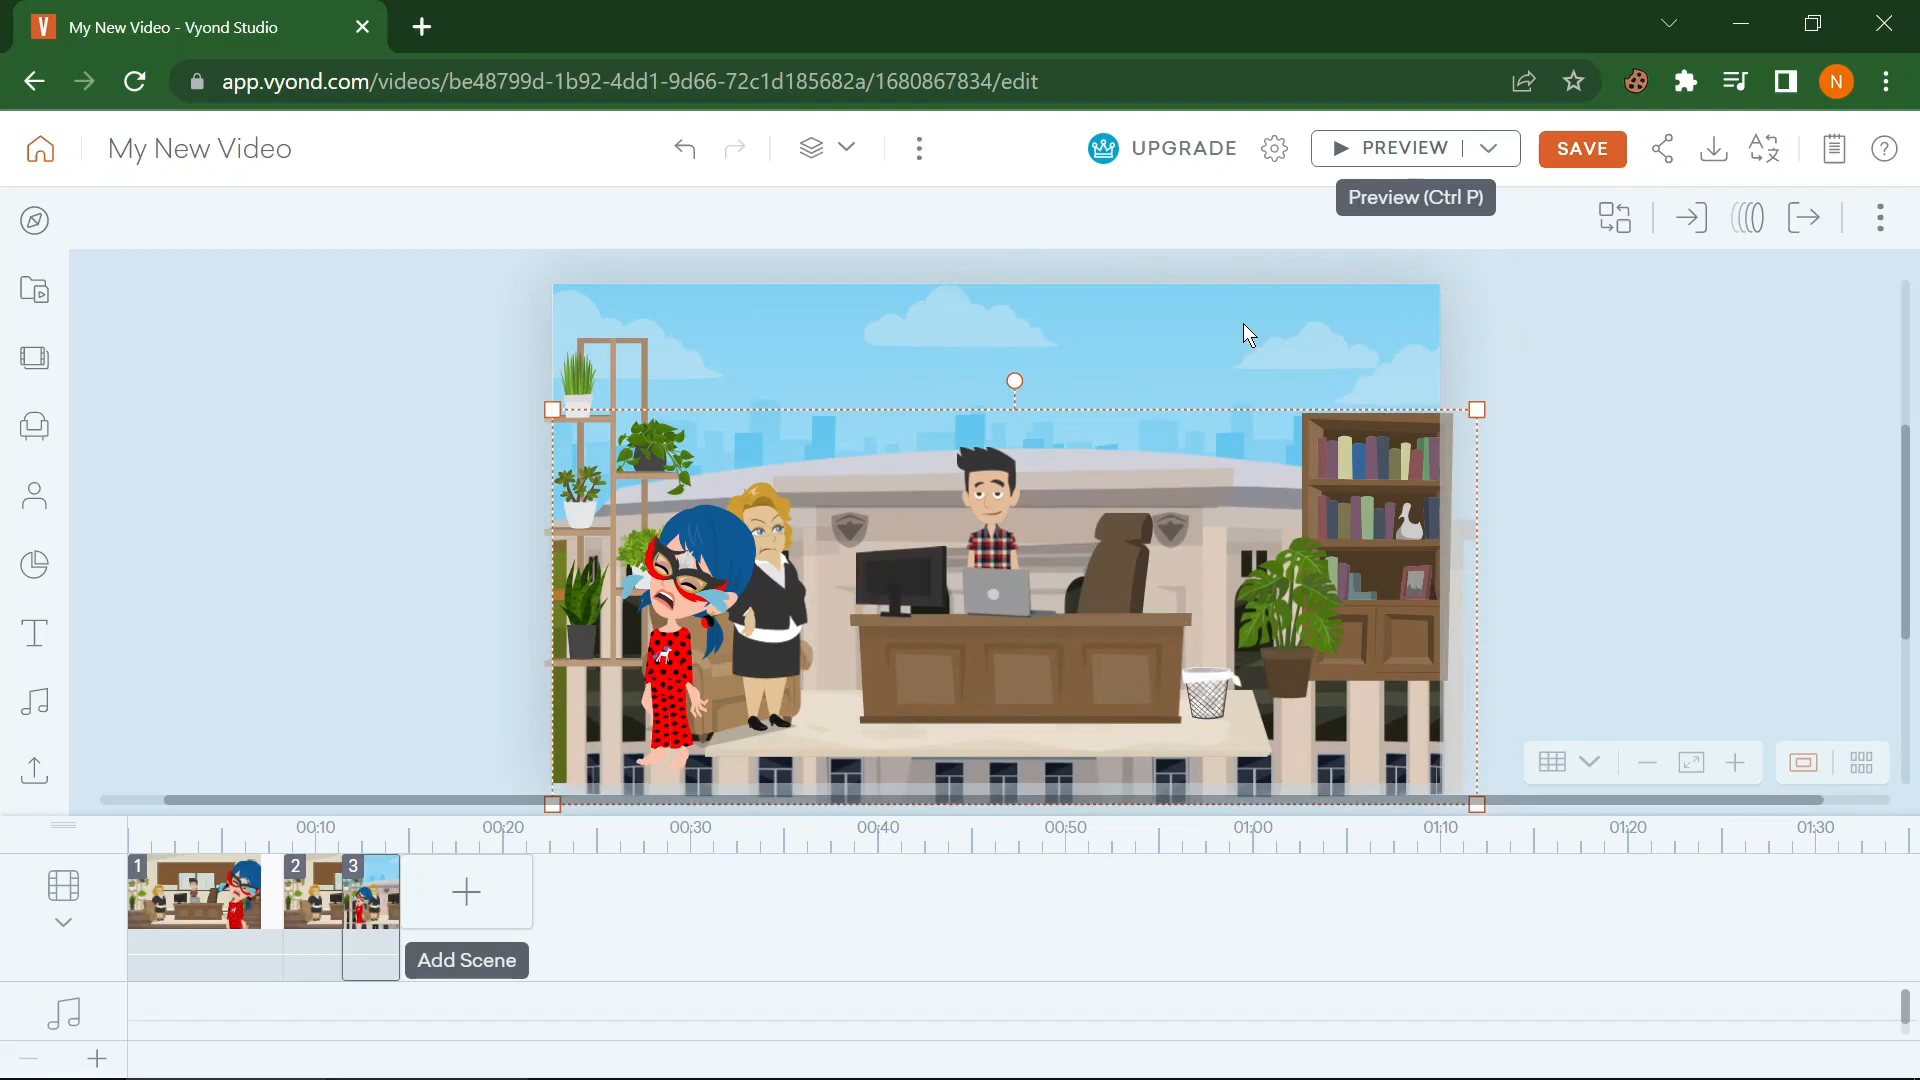 My New Video - Vyond Studio
app.vyond.com/videos/be48799d-1b92-4dd1-9d66-72c1d185682a/1680867834/edit
N
My New Video
UPGRADE
PREVIEW
SAVE
Preview (Ctrl P)
00:10
00:20
00:30
00:40
00:50
01:00
01:10
01:20
01:30
1
2
3
Add Scene